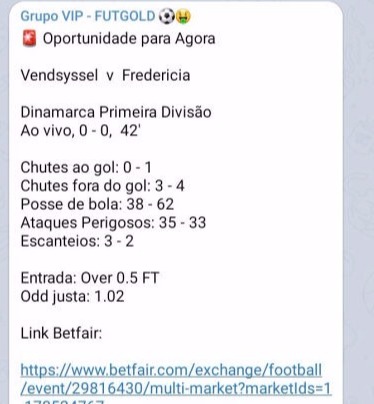 Grupo VIP - FUTGOLD ⚽🤑
🚨 Oportunidade para Agora
Vendsyssel v Fredericia
Dinamarca Primeira Divisão
Ao vivo, 0 - 0, 42'
Chutes ao gol: 0 - 1
Chutes fora do gol: 3 - 4
Posse de bola: 38 - 62
Ataques Perigosos: 35 - 33
Escanteios: 3 - 2
Entrada: Over 0.5 FT
Odd justa: 1.02
Link Betfair:
https://www.betfair.com/exchange/football
/event/29816430/multi-market?marketIds=1